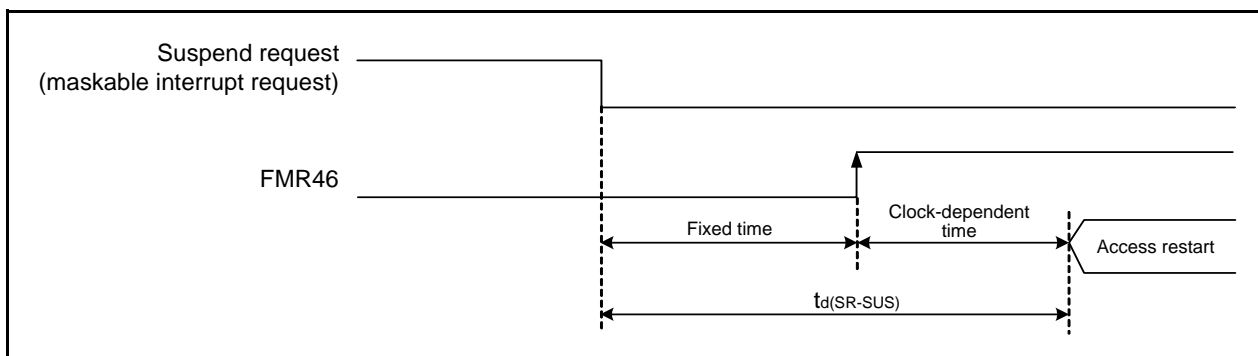 Suspend request
(maskable interrupt request)
FMR46
Fixed time
Clock-dependent
time
Access restart
td(SR-SUS)